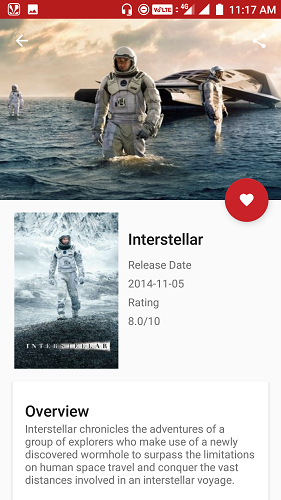 VoLTE 4G 11:17 AM
Interstellar
Release Date
2014-11-05
Rating
8.0/10
INTERSTELLAR
Overview
Interstellar chronicles the adventures of a
group of explorers who make use of a newly
discovered wormhole to surpass the limitations
on human space travel and conquer the vast
distances involved in an interstellar voyage.